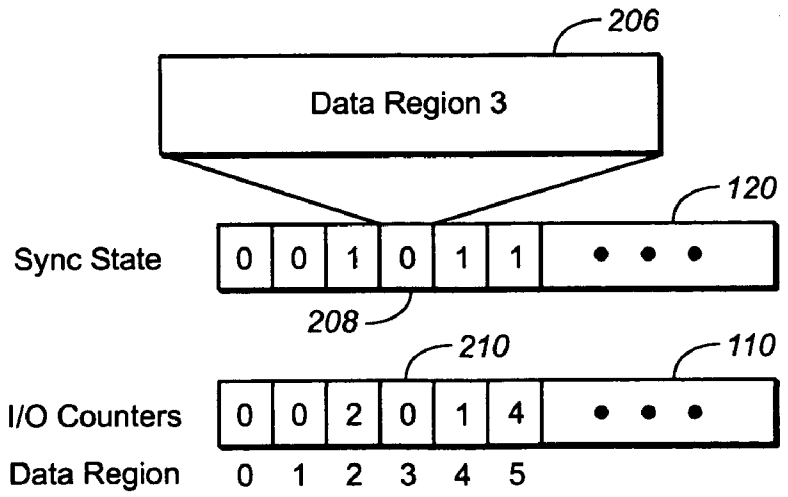 206
Data Region 3
120
Sync State 0 0 1 0 1 1 • • •
208
210
110
I/O Counters 0 0 2 0 1 4 • • •
Data Region 0 1 2 3 4 5